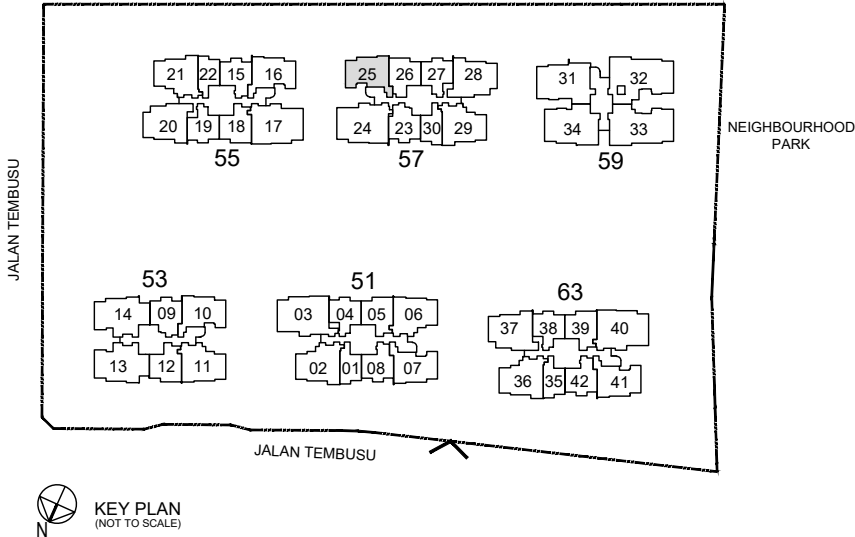 21 22 15 16
25 26 27 28
31 32
20 19 18 17
24 23 30 29
34 33
55
57
59
NEIGHBOURHOOD
PARK
JALAN TEMBUSU
53
51
63
14 09 10
03 04 05 06
37 38 39 40
13 12 11
02 01 08 07
36 35 42 41
JALAN TEMBUSU
KEY PLAN
(NOT TO SCALE)
N